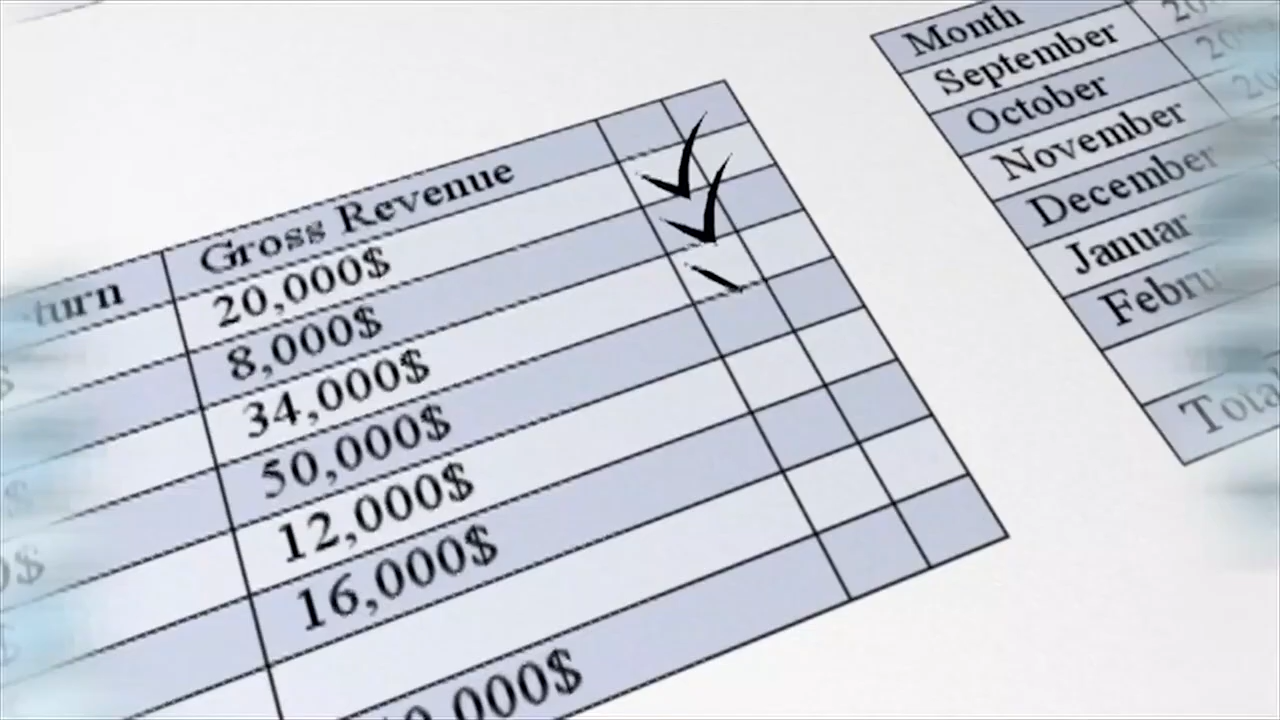 Gross Revenue
20,000$
8,000$
34,000$
50,000$
12,000$
16,000$
Month
September
October
November
December